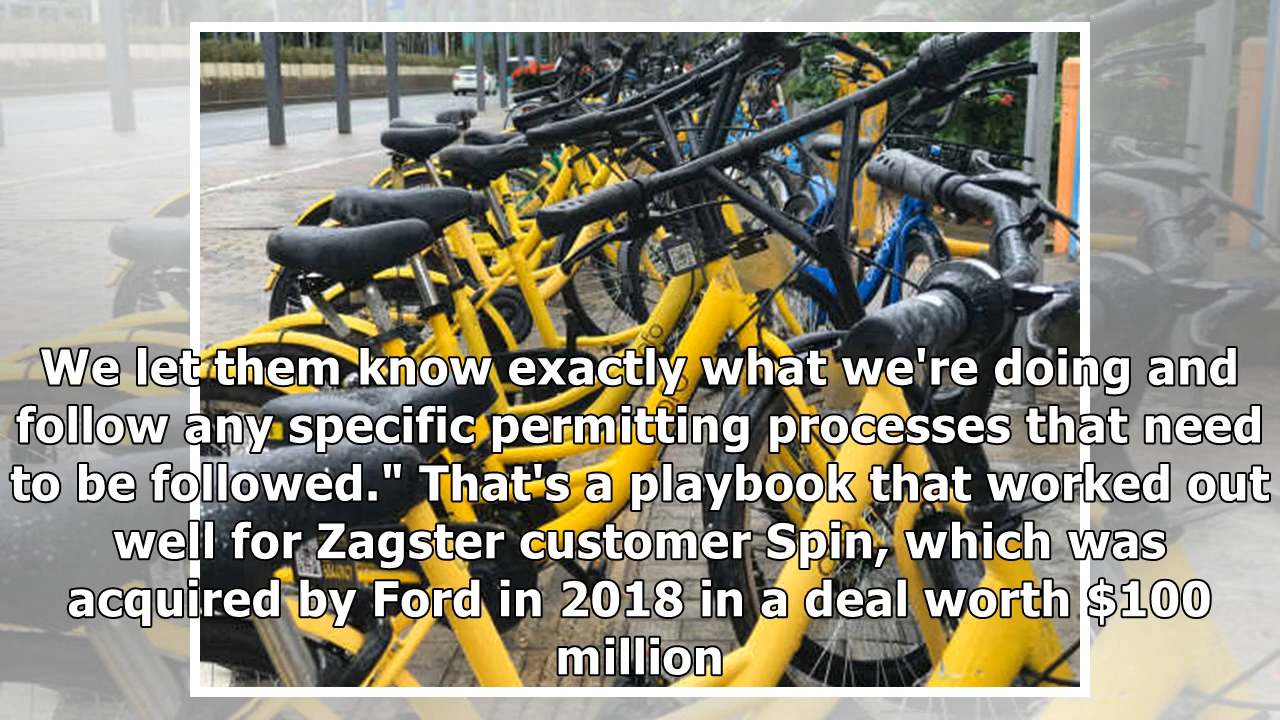 We let them know exactly what we're doing and
follow any specific permitting processes that need
to be followed." That's a playbook that worked out
well for Zagster customer Spin, which was
acquired by Ford in 2018 in a deal worth $100
million